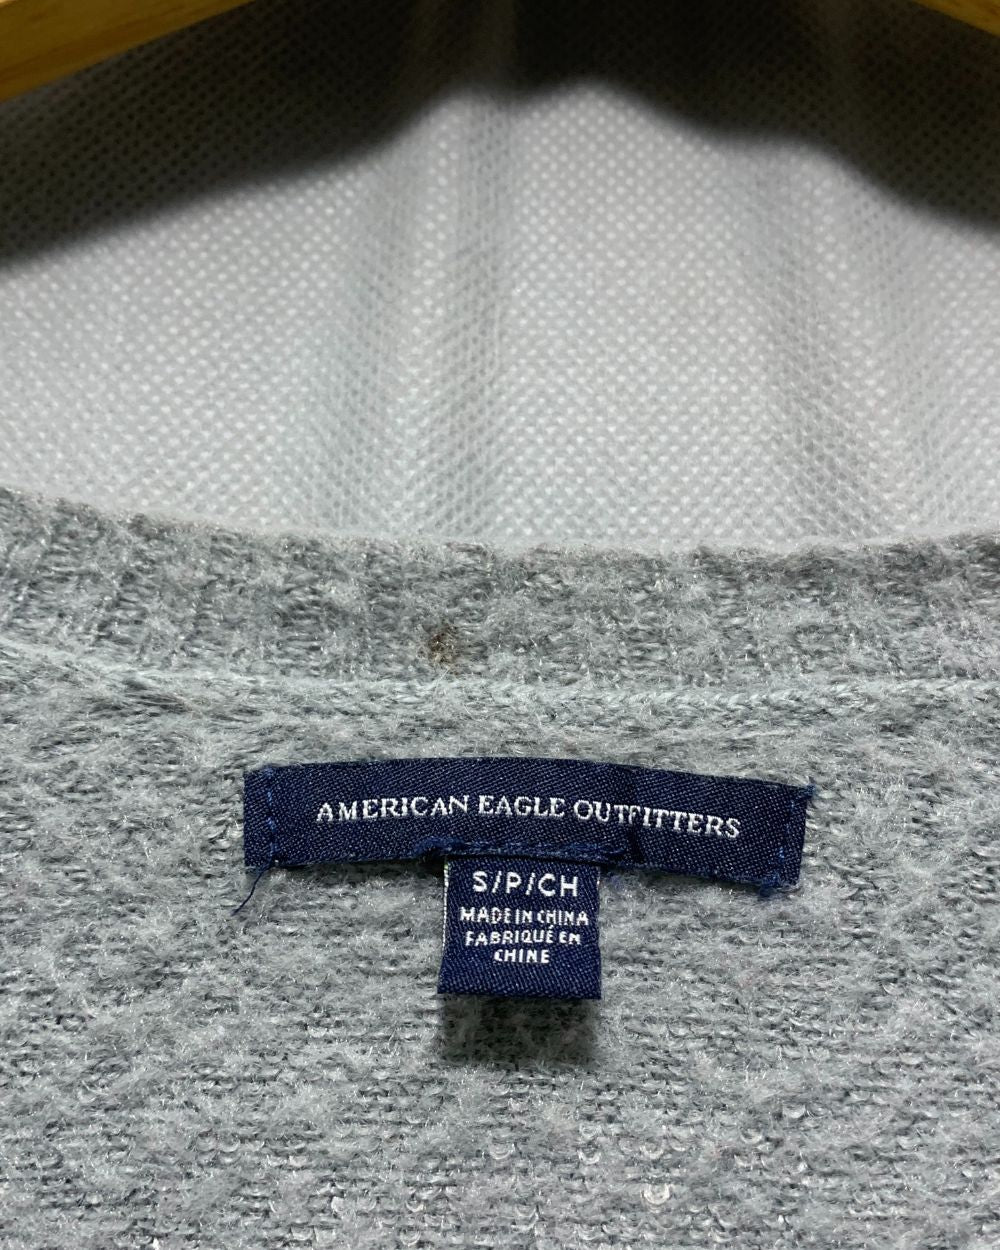 AMERICAN EAGLE OUTFITTERS
S/P/CH
MADE IN CHINA
FABRIQUÉ EN
CHINE